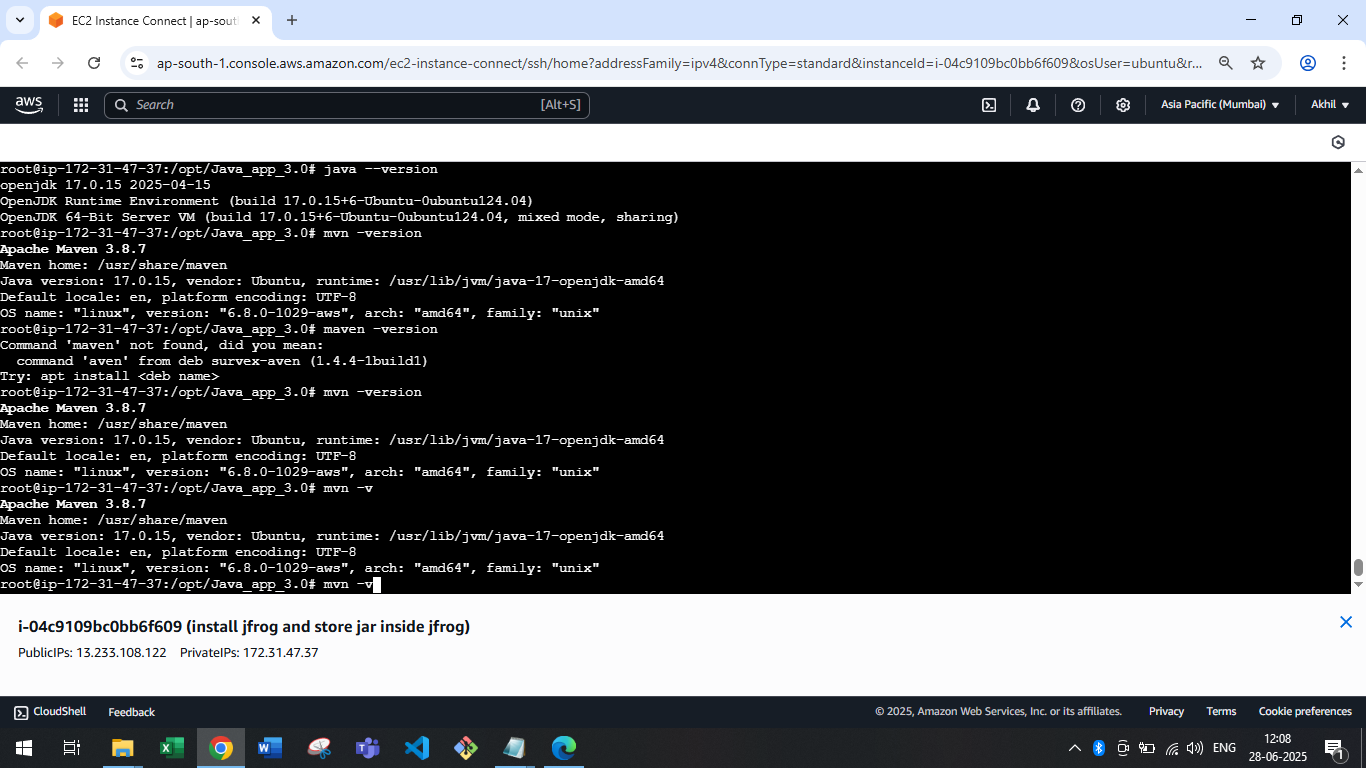 EC2 Instance Connect | ap-sout
ap-south-1.console.aws.amazon.com/ec2-instance-connect/ssh/home?addressFamily=ipv4&connType=standard&instanceId=i-04c9109bc0bb6f609&osUser=ubuntu&r...
aws
Search
[Alt+S]
Asia Pacific (Mumbai)
Akhil
root@ip-172-31-47-37:/opt/Java_app_3.0# java --version
openjdk 17.0.15 2025-04-15
OpenJDK Runtime Environment (build 17.0.15+6-Ubuntu-0ubuntu124.04)
OpenJDK 64-Bit Server VM (build 17.0.15+6-Ubuntu-0ubuntu124.04, mixed mode, sharing)
root@ip-172-31-47-37:/opt/Java_app_3.0# mvn -version
Apache Maven 3.8.7
Maven home: /usr/share/maven
Java version: 17.0.15, vendor: Ubuntu, runtime: /usr/lib/jvm/java-17-openjdk-amd64
Default locale: en, platform encoding: UTF-8
OS name: "linux", version: "6.8.0-1029-aws", arch: "amd64", family: "unix"
root@ip-172-31-47-37:/opt/Java_app_3.0# maven -version
Command 'maven' not found, did you mean:
  command 'aven' from deb survex-aven (1.4.4-1build1)
Try: apt install <deb name>
root@ip-172-31-47-37:/opt/Java_app_3.0# mvn -version
Apache Maven 3.8.7
Maven home: /usr/share/maven
Java version: 17.0.15, vendor: Ubuntu, runtime: /usr/lib/jvm/java-17-openjdk-amd64
Default locale: en, platform encoding: UTF-8
OS name: "linux", version: "6.8.0-1029-aws", arch: "amd64", family: "unix"
root@ip-172-31-47-37:/opt/Java_app_3.0# mvn -v
Apache Maven 3.8.7
Maven home: /usr/share/maven
Java version: 17.0.15, vendor: Ubuntu, runtime: /usr/lib/jvm/java-17-openjdk-amd64
Default locale: en, platform encoding: UTF-8
OS name: "linux", version: "6.8.0-1029-aws", arch: "amd64", family: "unix"
root@ip-172-31-47-37:/opt/Java_app_3.0# mvn -v
i-04c9109bc0bb6f609 (install jfrog and store jar inside jfrog)
PublicIPs: 13.233.108.122 PrivateIPs: 172.31.47.37
CloudShell
Feedback
© 2025, Amazon Web Services, Inc. or its affiliates.
Privacy
Terms
Cookie preferences
ENG
12:08
28-06-2025
1